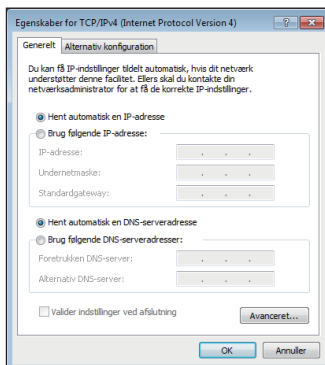 Egenskaber for TCP/IPv4 (Internet Protocol Version 4)
Generelt Alternativ konfiguration
Du kan få IP-indstillinger tildelt automatisk, hvis dit netværk
understøtter denne facilitet. Ellers skal du kontakte din
netværksadministrator for at få de korrekte IP-indstillinger.
Hent automatisk en IP-adresse
Brug følgende IP-adresse:
IP-adresse:
Undernetmaske:
Standardgateway:
Hent automatisk en DNS-serveradresse
Brug følgende DNS-serveradresser:
Foretrukken DNS-server:
Alternativ DNS-server:
Valider indstillinger ved afslutning
Avanceret...
OK Annuller